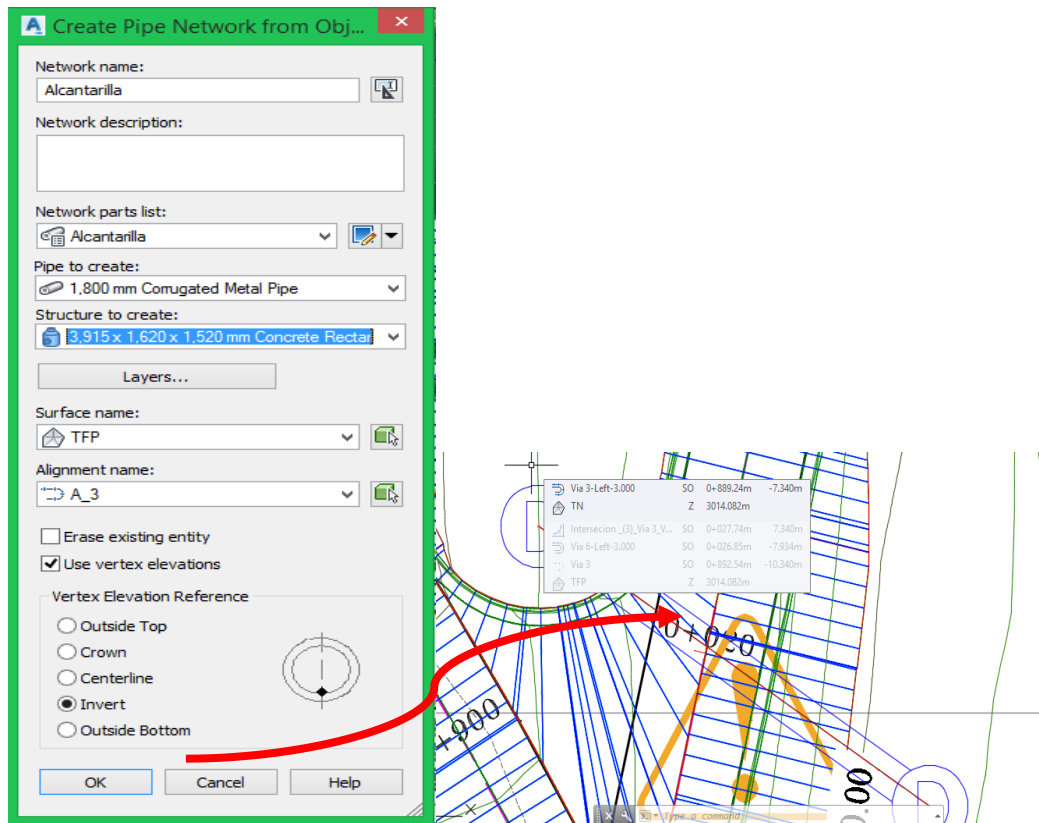 Create Pipe Network from Obj...
Network name:
Alcantarilla
Network description:
Network parts list:
Alcantarilla
Pipe to create:
1,800 mm Corrugated Metal Pipe
Structure to create:
3,915 x 1,620 x 1,520 mm Concrete Rectar
Layers...
Surface name:
TFP
Alignment name:
A_3
Erase existing entity
Use vertex elevations
Vertex Elevation Reference
Outside Top
Crown
Centerline
Invert
Outside Bottom
OK Cancel Help
Via 3-Left-3.000 SO 0+889.24m -7.340m
TN Z 3014.082m
Intersecion _(3)_Via 3_V... SO 0+027.74m 7.340m
Via 6-Left-3.000 SO 0+026.85m -7.934m
Via 3 SO 0+892.54m -10.340m
TFP Z 3014.082m
+900
Type a command